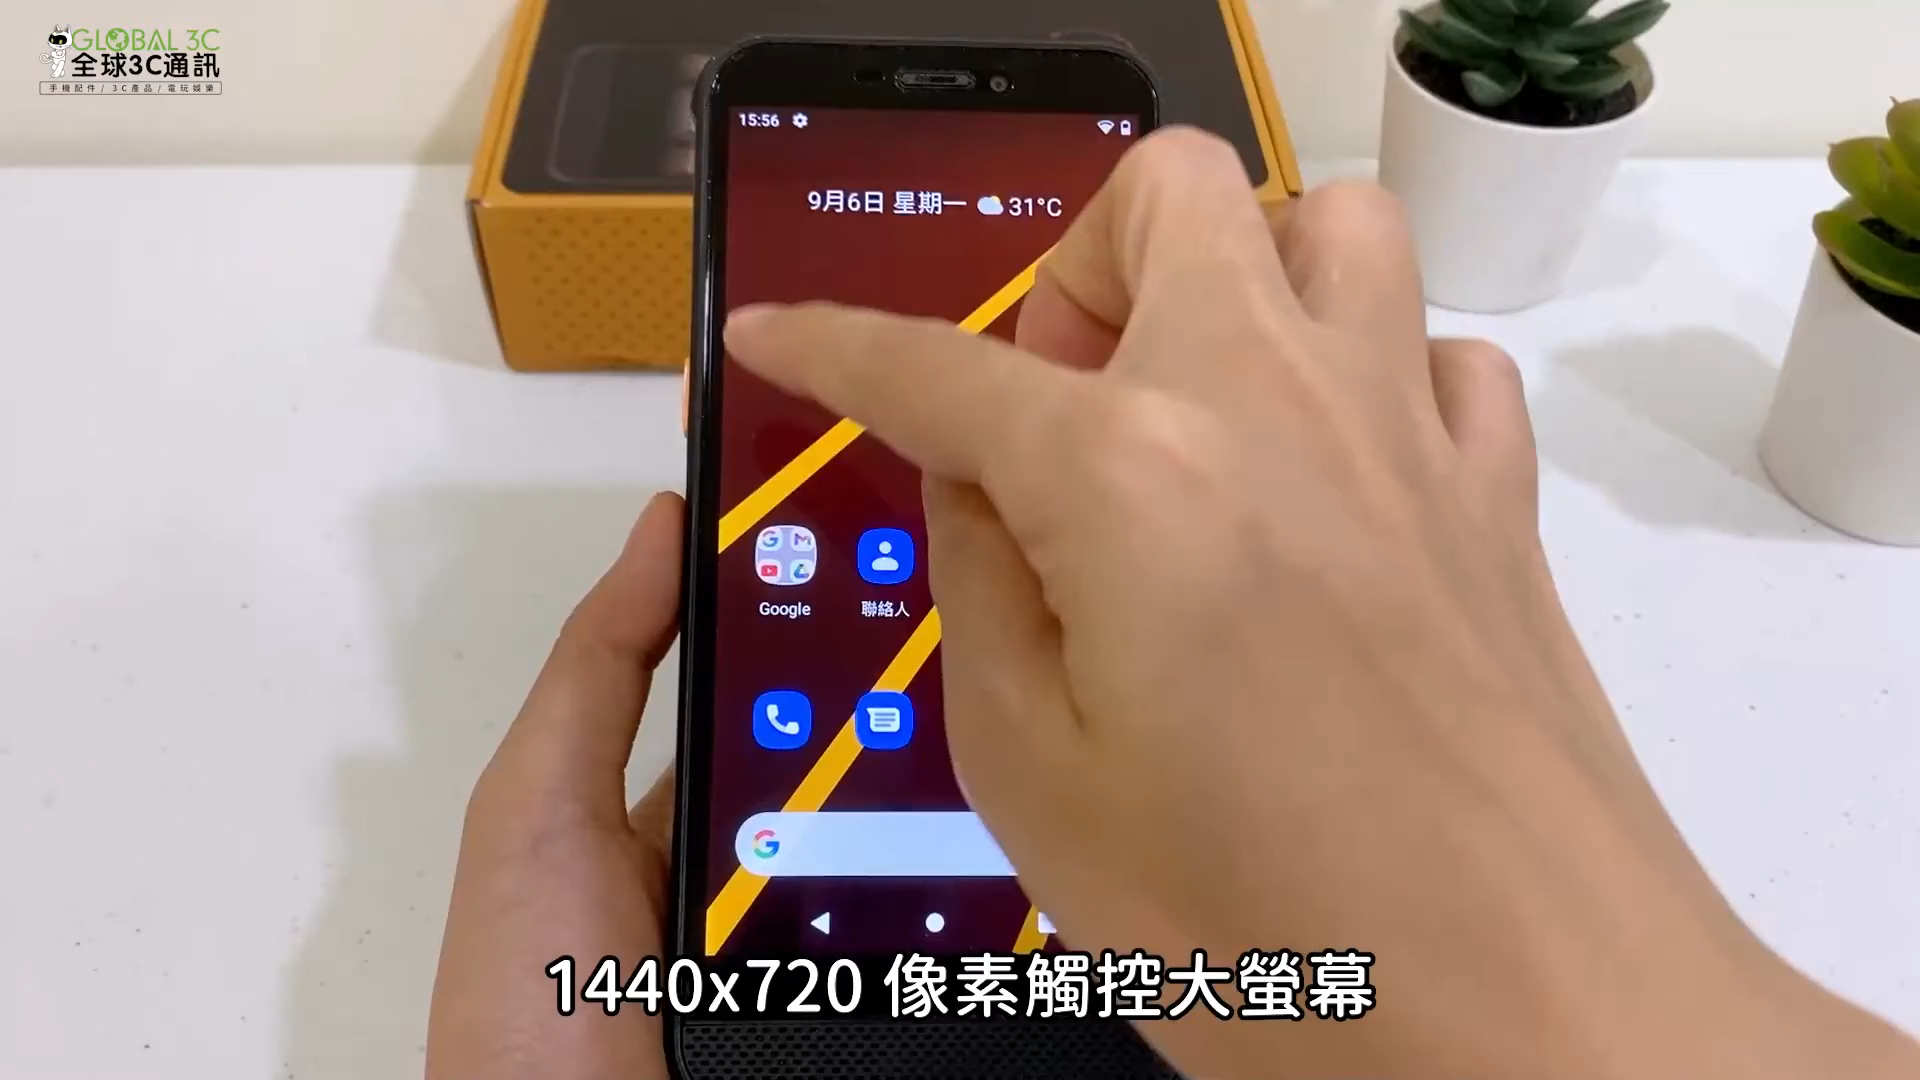 GLOBAL 3C
全球3C通訊
手機配件/3C產品/電玩娛樂
15:56
9月6日 星期一 31°C
Google
聯絡人
1440x720 像素觸控大螢幕